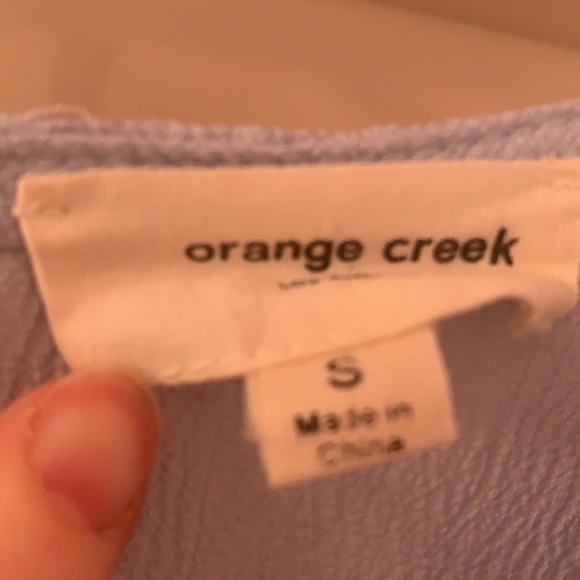 orange creek
S
Made in
China